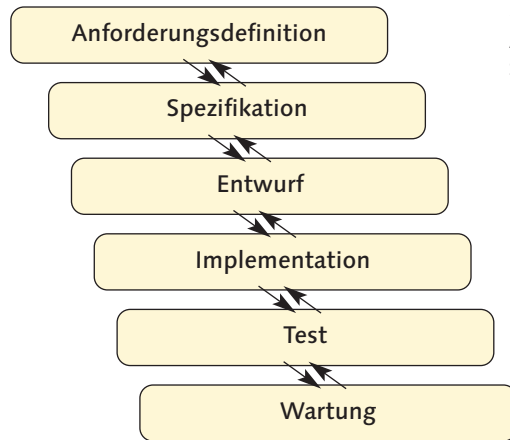 Anforderungsdefinition
Spezifikation
Entwurf
Implementation
Test
Wartung